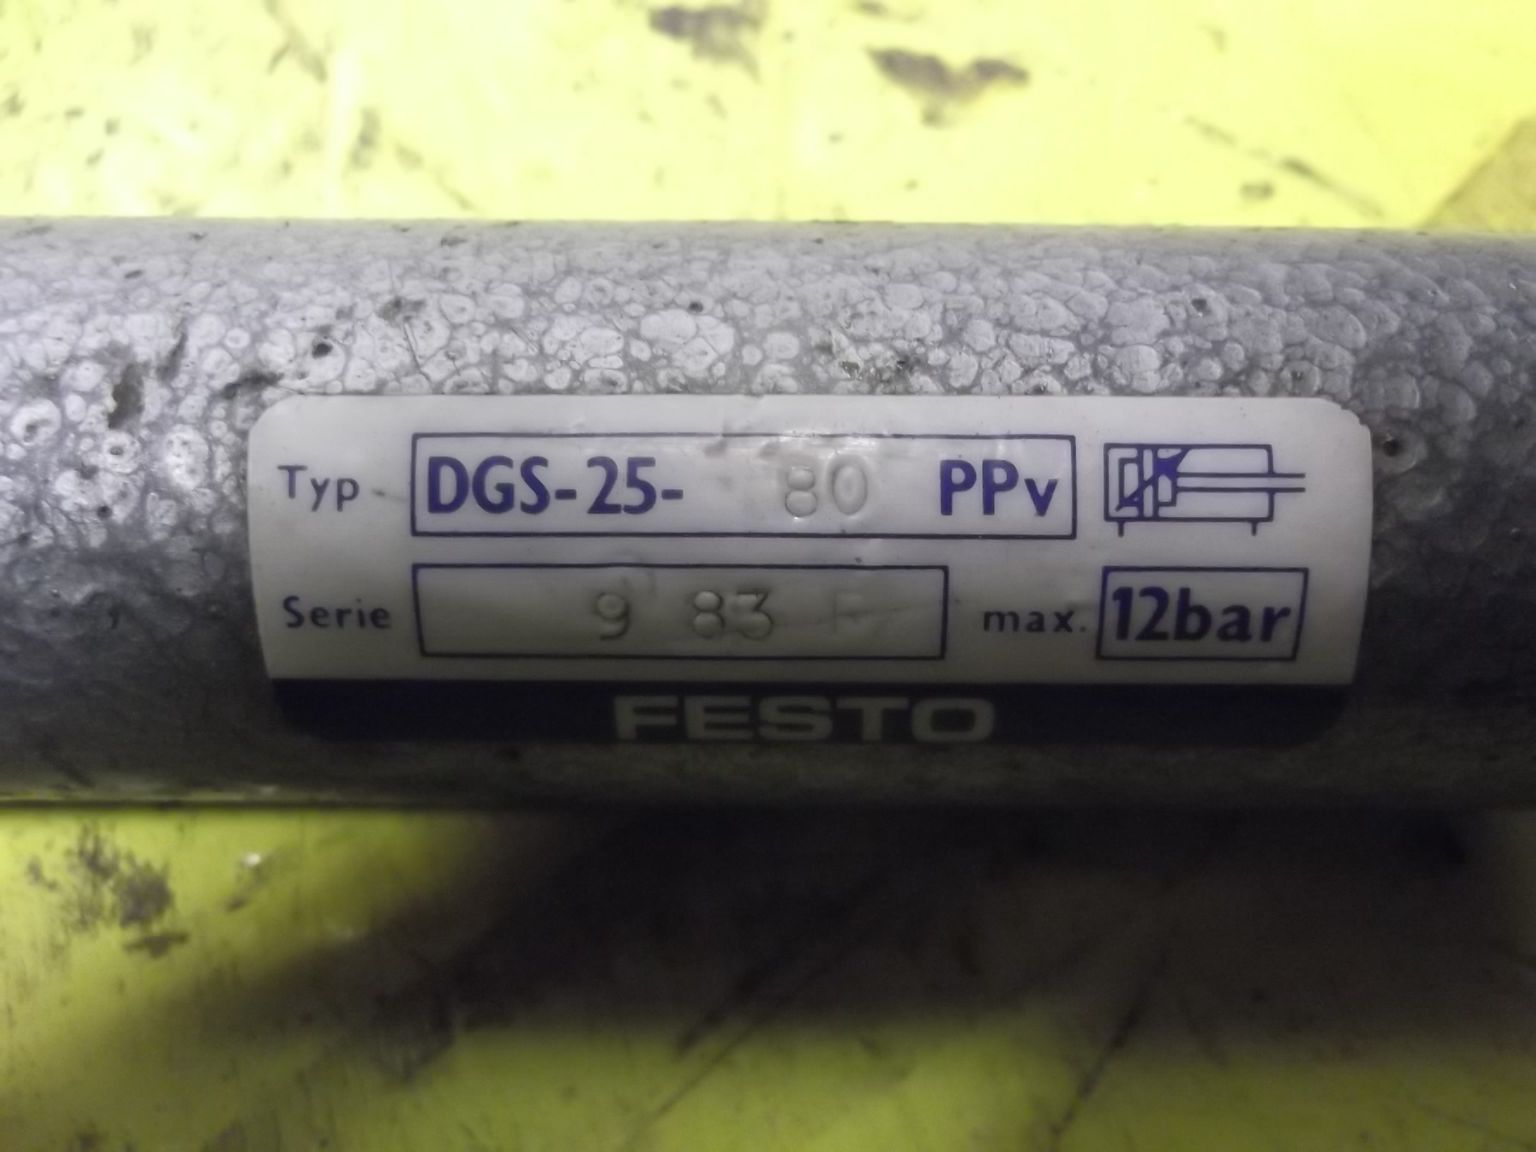 Typ DGS-25- 80 PPv
Serie 9 83 F max. 12bar
FESTO